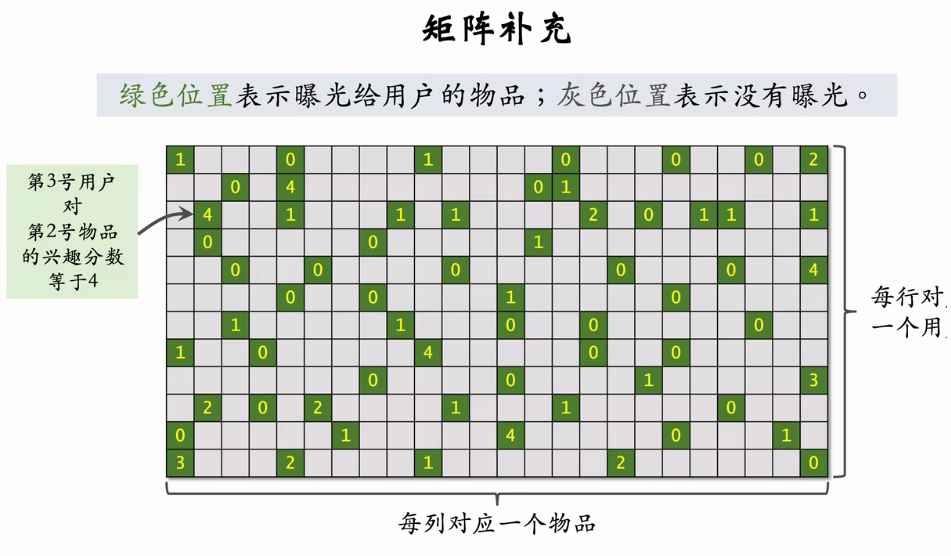 矩阵补充
绿色位置表示曝光给用户的物品；灰色位置表示没有曝光。
1 0 1 0 0 0 2
0 4 0 1
第3号用户
对
第2号物品
的兴趣分数
等于4
4 1 1 1 2 0 1 1 1
0 0 1
0 0 0 0 0 4
0 0 1 0
每行对
一个用
1 1 0 0 0
1 0 4 0 0
0 0 1 3
2 0 2 1 1 0
0 1 4 0 1
3 2 1 2 0
每列对应一个物品